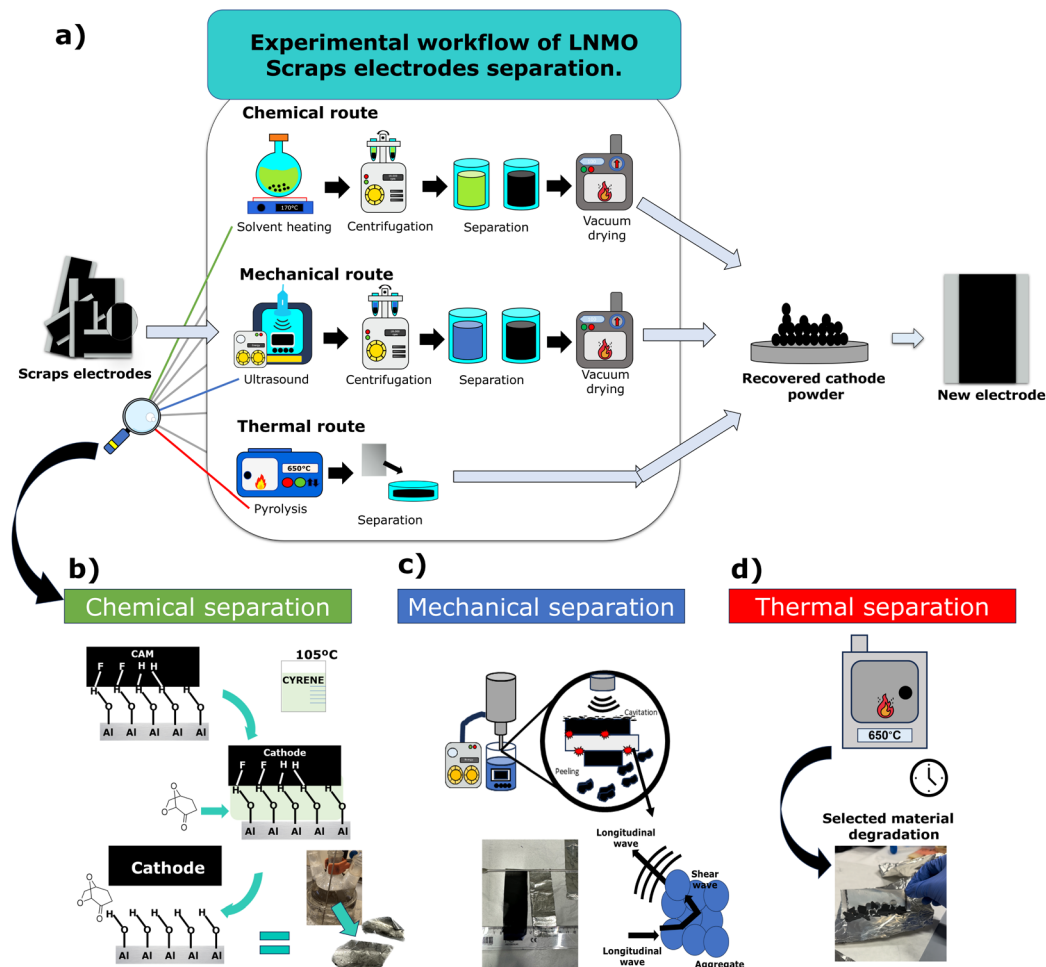 a)
Experimental workflow of LNMO
Scraps electrodes separation.
Chemical route
170°C
Solvent heating
Centrifugation
Separation
Vacuum
drying
Mechanical route
Ultrasound
Centrifugation
Separation
Vacuum
drying
Thermal route
650°C
Pyrolysis
Separation
Scraps electrodes
Recovered cathode
powder
New electrode
b)
Chemical separation
CAM
F F H H
H H H H H
O O O O O
Al Al Al Al Al
105ºC
CYRENE
Cathode
F F H H
H H H H H
O O O O O
Al Al Al Al Al
O
O
O
Cathode
O
O
O
H H H H H
O O O O O
Al Al Al Al Al
c)
Mechanical separation
Cavitation
Peeling
Longitudinal
wave
Shear
wave
Longitudinal
wave
Aggregate
d)
Thermal separation
650°C
Selected material
degradation